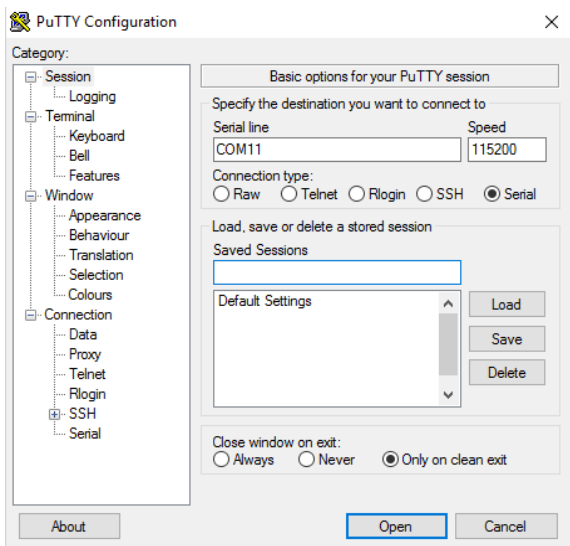 PuTTY Configuration
Category:
Session
Logging
Terminal
Keyboard
Bell
Features
Window
Appearance
Behaviour
Translation
Selection
Colours
Connection
Data
Proxy
Telnet
Rlogin
SSH
Serial
Basic options for your PuTTY session
Specify the destination you want to connect to
Serial line Speed
COM11 115200
Connection type:
Raw Telnet Rlogin SSH Serial
Load, save or delete a stored session
Saved Sessions
Default Settings
Load
Save
Delete
Close window on exit:
Always Never Only on clean exit
About Open Cancel